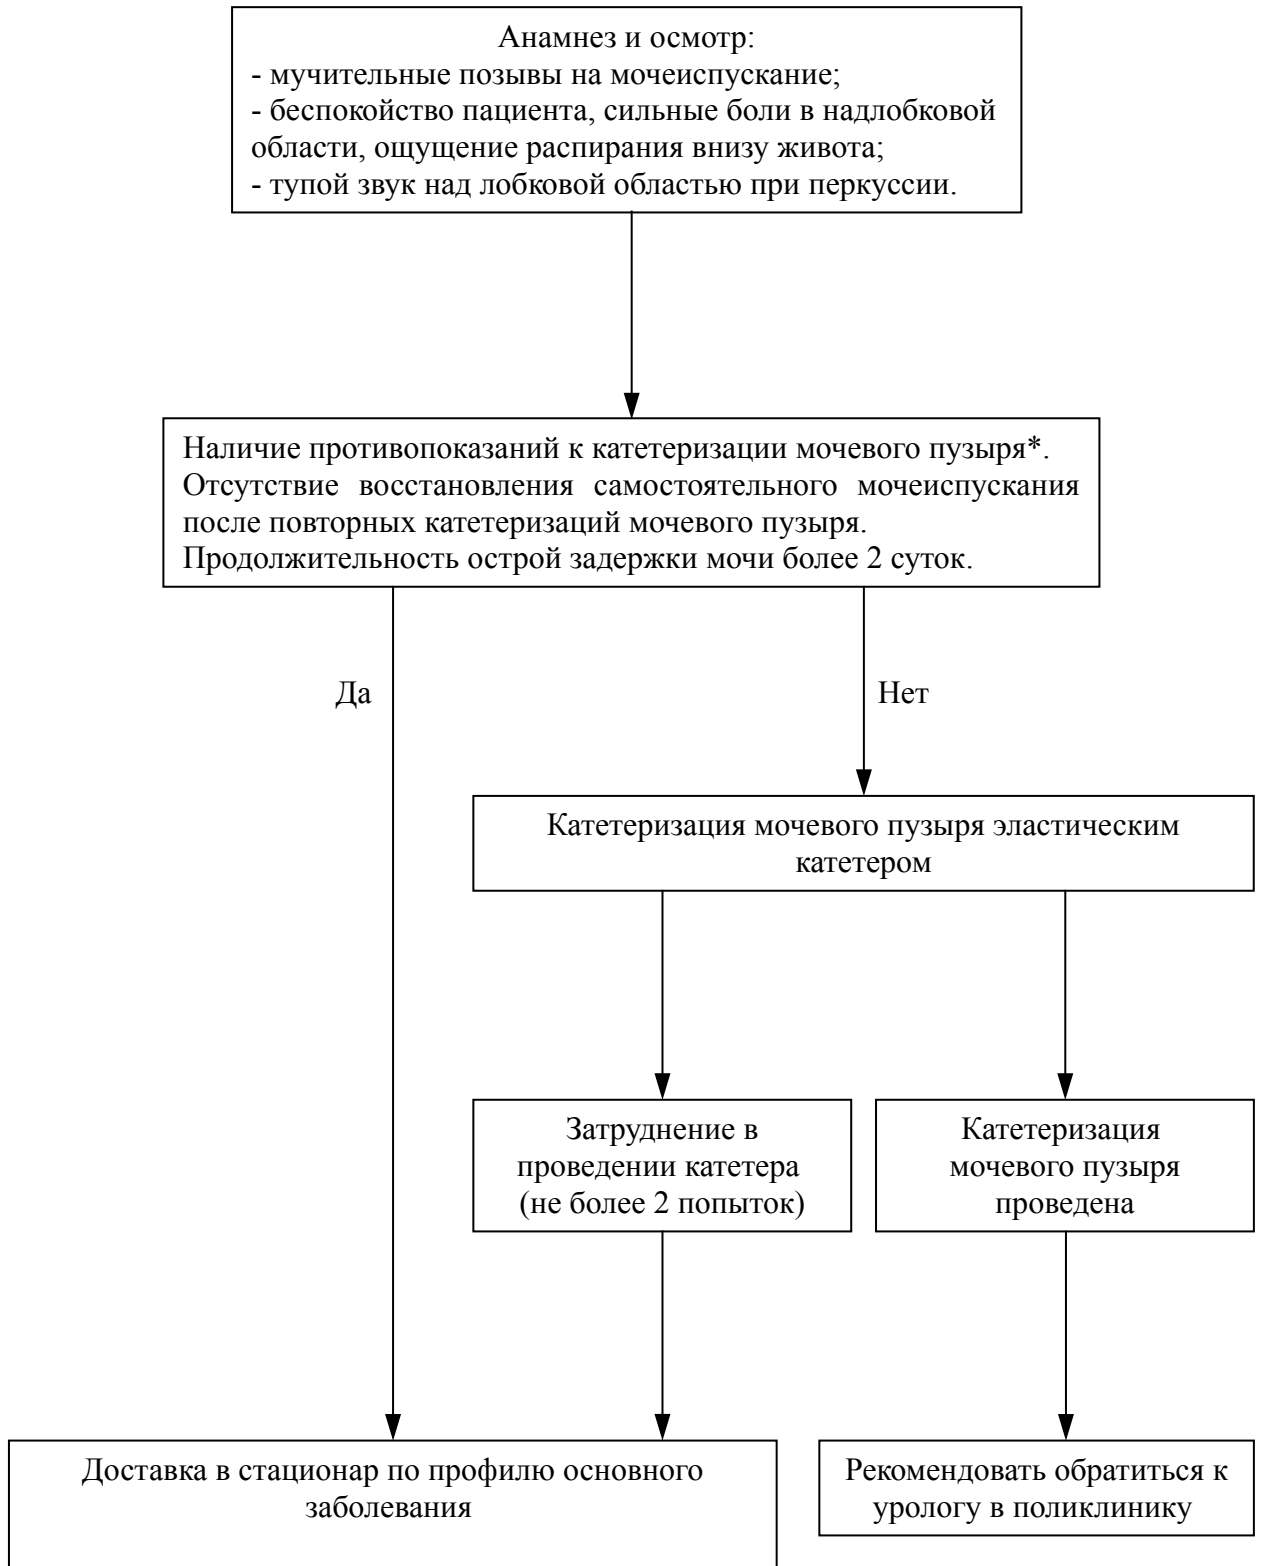 Анамнез и осмотр:
- мучительные позывы на мочеиспускание;
- беспокойство пациента, сильные боли в надлобковой
области, ощущение распирания внизу живота;
- тупой звук над лобковой областью при перкуссии.
Наличие противопоказаний к катетеризации мочевого пузыря*.
Отсутствие восстановления самостоятельного мочеиспускания
после повторных катетеризаций мочевого пузыря.
Продолжительность острой задержки мочи более 2 суток.
Да
Нет
Катетеризация мочевого пузыря эластическим
катетером
Затруднение в
проведении катетера
(не более 2 попыток)
Катетеризация
мочевого пузыря
проведена
Доставка в стационар по профилю основного
заболевания
Рекомендовать обратиться к
урологу в поликлинику